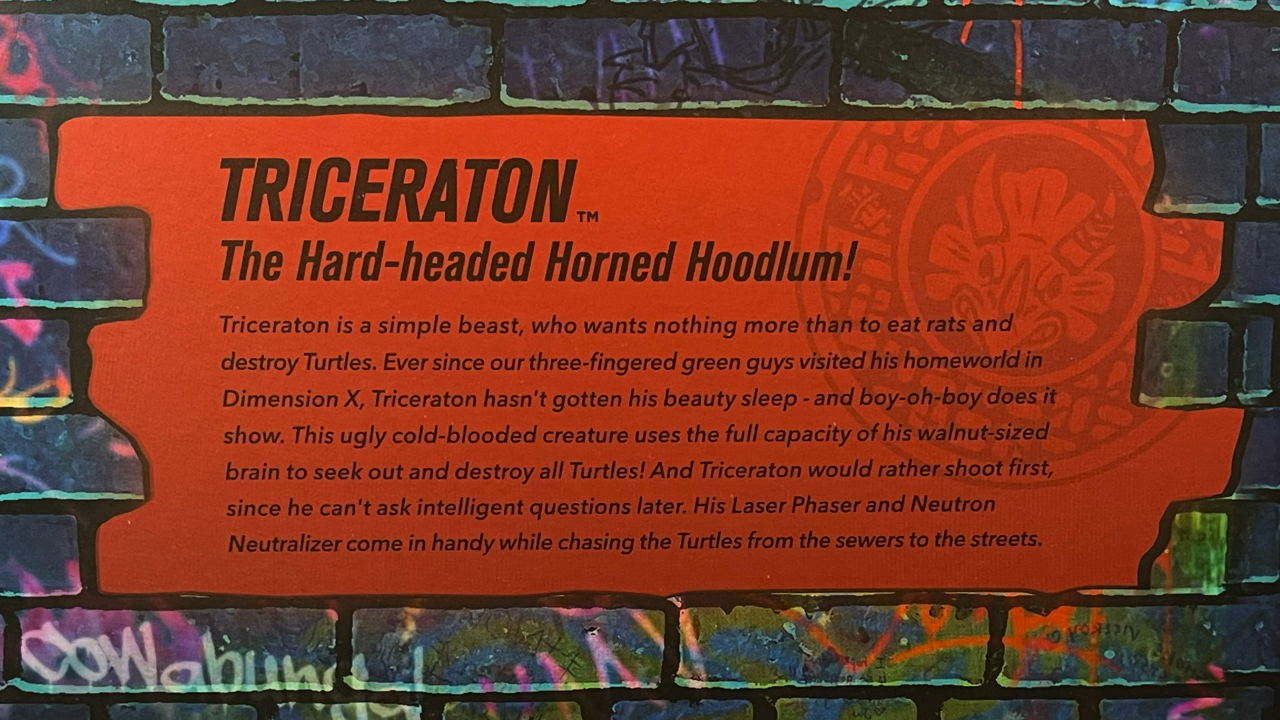 TRICERATON™
The Hard-headed Horned Hoodlum!
Triceraton is a simple beast, who wants nothing more than to eat rats and
destroy Turtles. Ever since our three-fingered green guys visited his homeworld in
Dimension X, Triceraton hasn't gotten his beauty sleep - and boy-oh-boy does it
show. This ugly cold-blooded creature uses the full capacity of his walnut-sized
brain to seek out and destroy all Turtles! And Triceraton would rather shoot first,
since he can't ask intelligent questions later. His Laser Phaser and Neutron
Neutralizer come in handy while chasing the Turtles from the sewers to the streets.
COWabunga